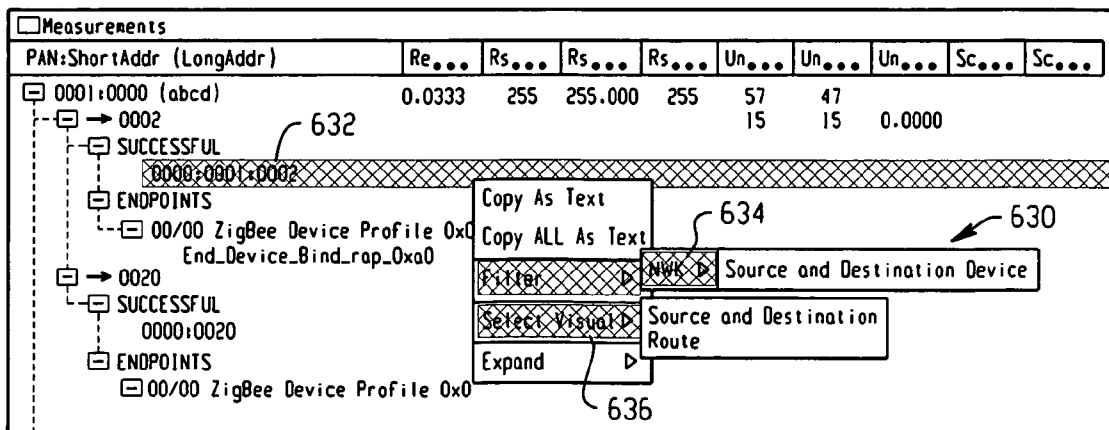 Measurements
PAN:ShortAddr (LongAddr) Re... Rs... Rs... Rs... Un... Un... Un... Sc... Sc...
0001:0000 (abcd) 0.0333 255 255.000 255 57 47
→ 0002 15 15 0.0000
632
SUCCESSFUL
0000:0001:0002
ENDPOINTS
Copy As Text
634
00/00 ZigBee Device Profile 0x0
Copy ALL As Text
630
End_Device_Bind_rap_0xa0
Filter NWK Source and Destination Device
→ 0020
SUCCESSFUL
Select Visual Source and Destination
Route
0000:0020
ENDPOINTS
Expand
00/00 ZigBee Device Profile 0x0
636